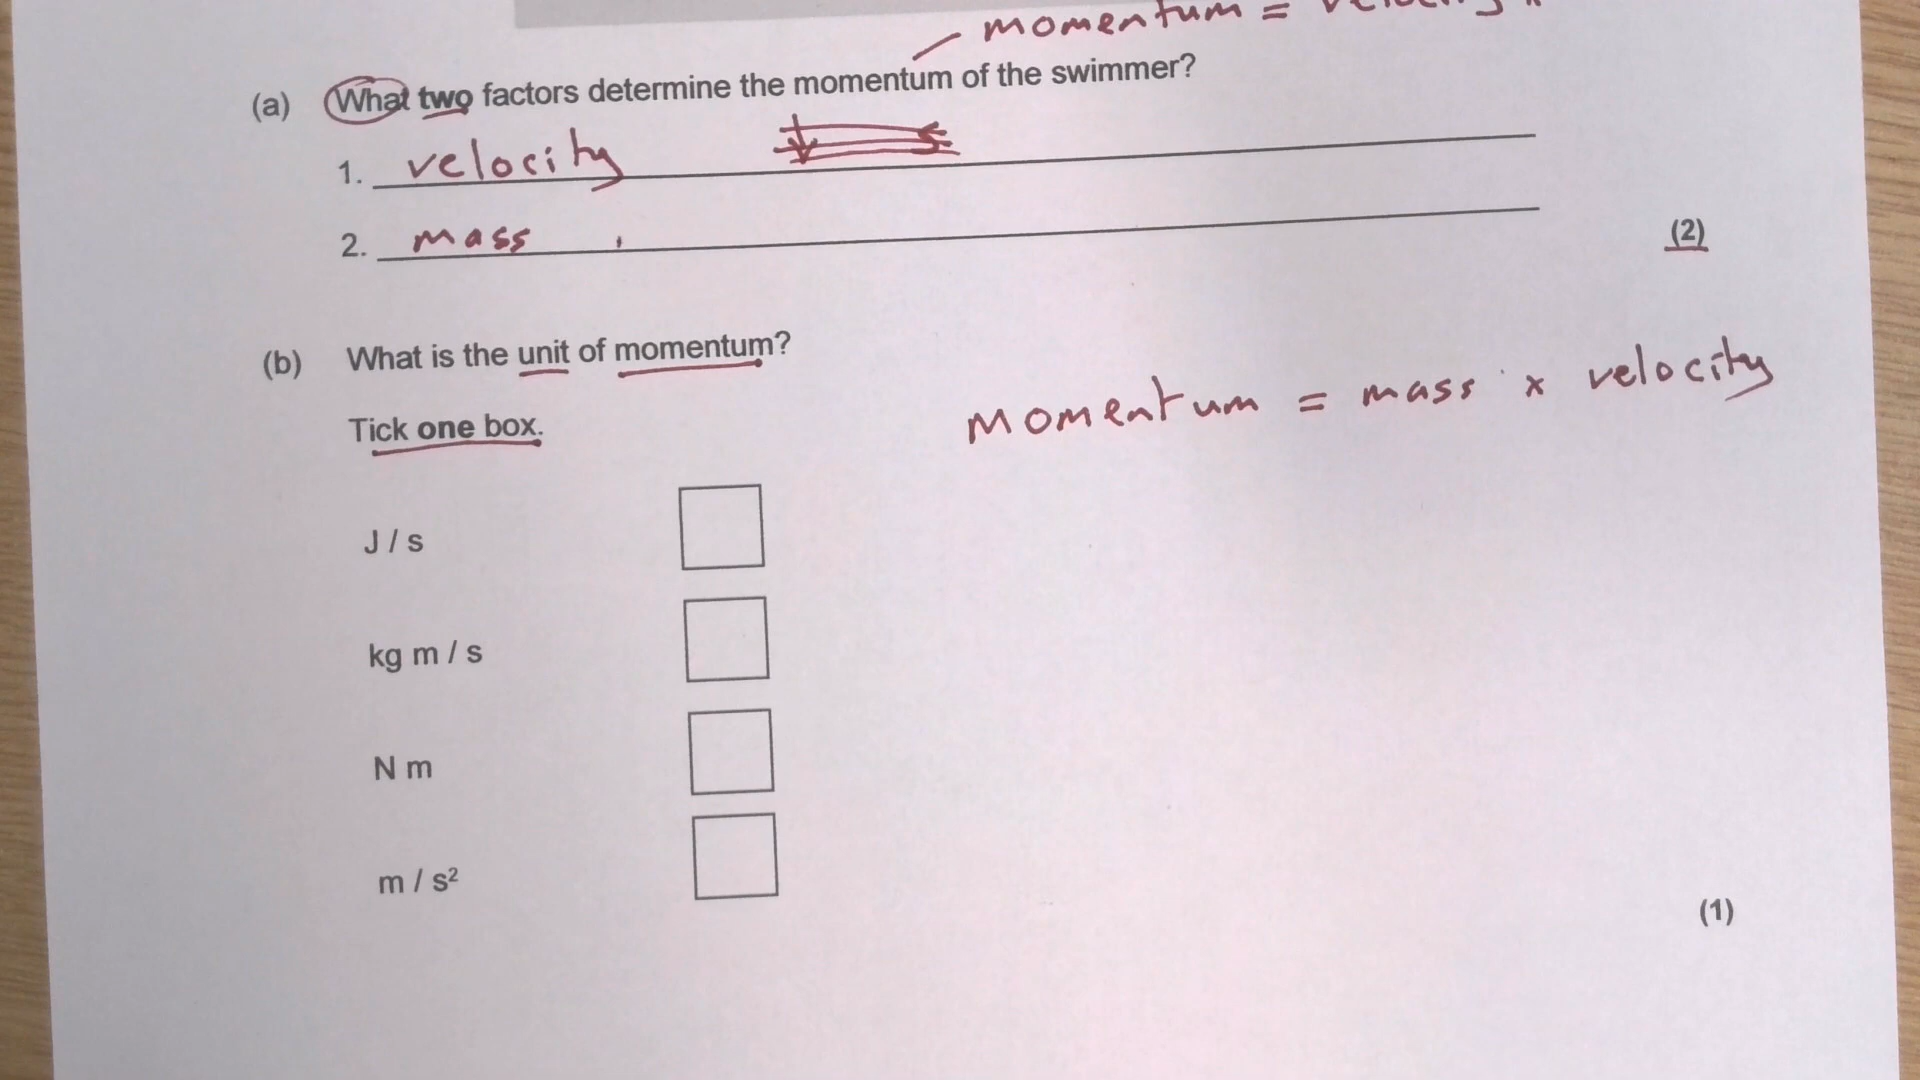 momentum =
(a) What two factors determine the momentum of the swimmer?
1. velocity
2. mass
(2)
(b) What is the unit of momentum?
Tick one box.
Momentum = mass x velocity
J / s
kg m / s
N m
m / s²
(1)